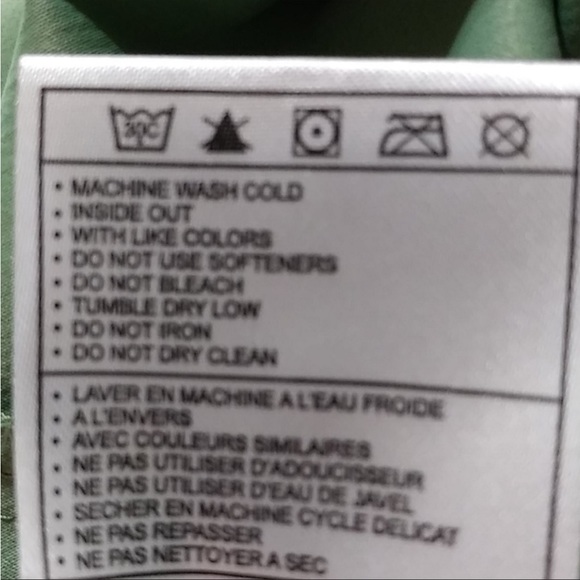 30C
• MACHINE WASH COLD
• INSIDE OUT
• WITH LIKE COLORS
• DO NOT USE SOFTENERS
• DO NOT BLEACH
• TUMBLE DRY LOW
• DO NOT IRON
• DO NOT DRY CLEAN
• LAVER EN MACHINE A L'EAU FROIDE
• A L'ENVERS
• AVEC COULEURS SIMILAIRES
• NE PAS UTILISER D'ADOUCISSEUR
• NE PAS UTILISER D'EAU DE JAVEL
• SECHER EN MACHINE CYCLE DELICAT
• NE PAS REPASSER
• NE PAS NETTOYER A SEC